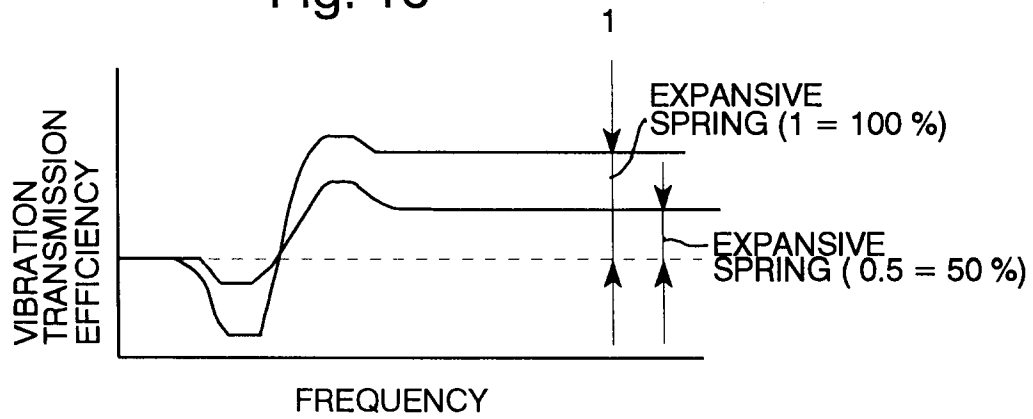 1
EXPANSIVE
SPRING (1 = 100 %)
EXPANSIVE
SPRING ( 0.5 = 50 %)
VIBRATION
TRANSMISSION
EFFICIENCY
FREQUENCY